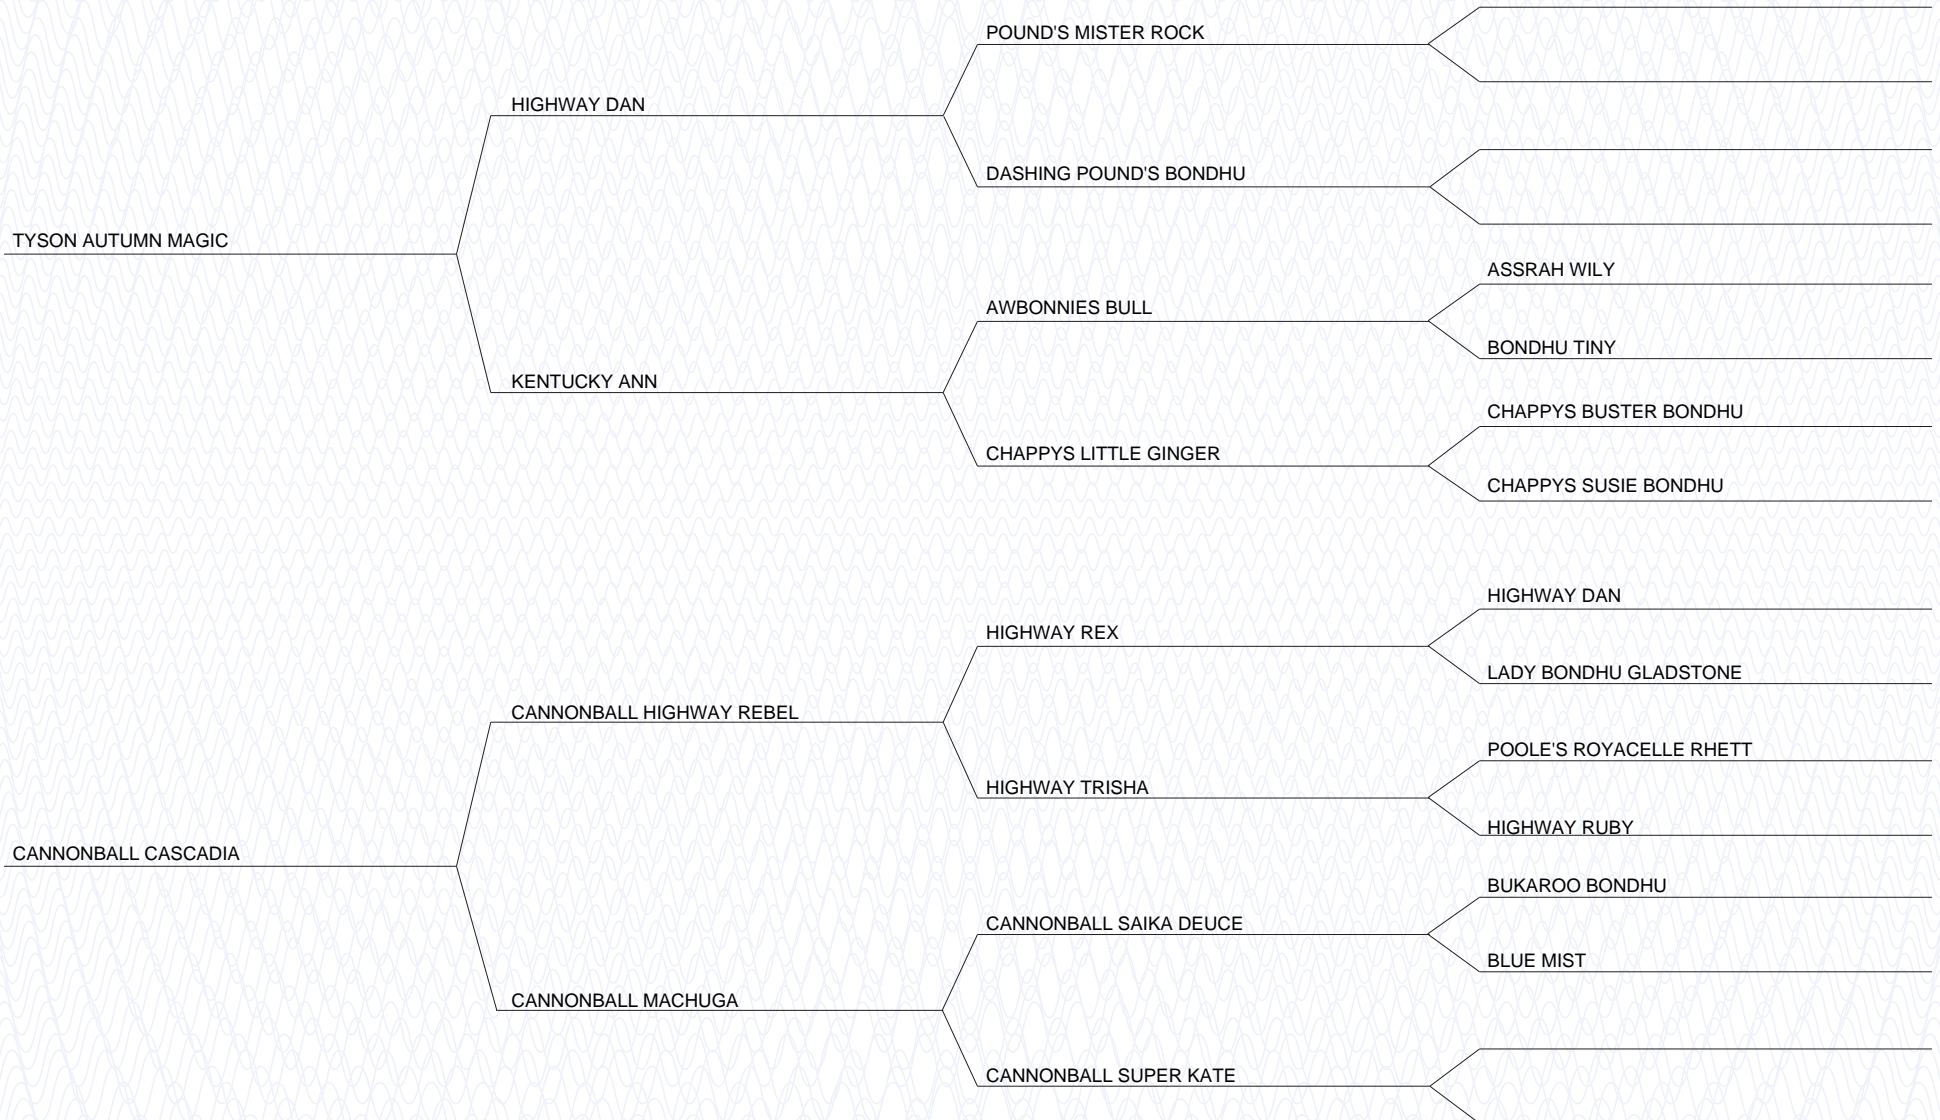 POUND'S MISTER ROCK
HIGHWAY DAN
DASHING POUND'S BONDHU
TYSON AUTUMN MAGIC
ASSRAH WILY
AWBONNIES BULL
BONDHU TINY
KENTUCKY ANN
CHAPPYS BUSTER BONDHU
CHAPPYS LITTLE GINGER
CHAPPYS SUSIE BONDHU
HIGHWAY DAN
HIGHWAY REX
LADY BONDHU GLADSTONE
CANNONBALL HIGHWAY REBEL
POOLE'S ROYACELLE RHETT
HIGHWAY TRISHA
HIGHWAY RUBY
CANNONBALL CASCADIA
BUKAROO BONDHU
CANNONBALL SAIKA DEUCE
BLUE MIST
CANNONBALL MACHUGA
CANNONBALL SUPER KATE